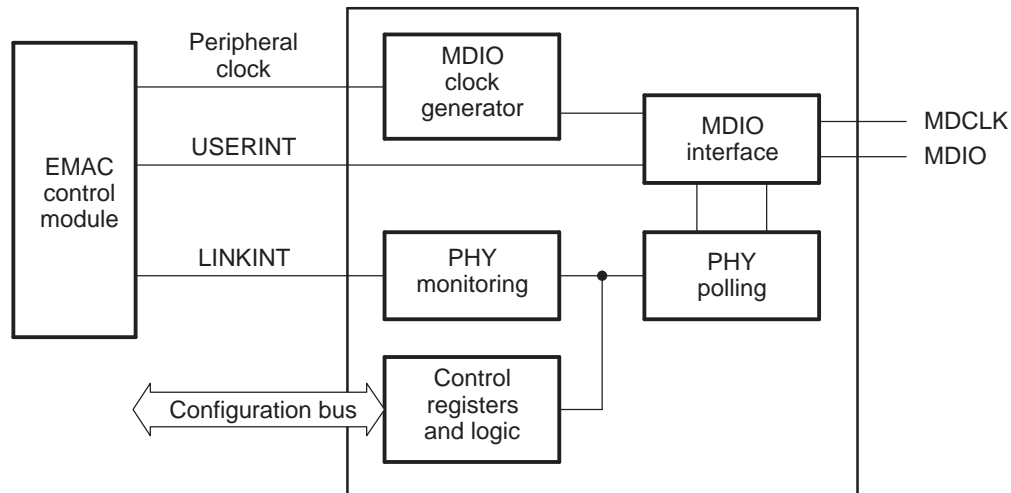 Peripheral
clock
MDIO
clock
generator
MDIO
interface
MDCLK
MDIO
USERINT
EMAC
control
module
LINKINT
PHY
monitoring
PHY
polling
Configuration bus
Control
registers
and logic